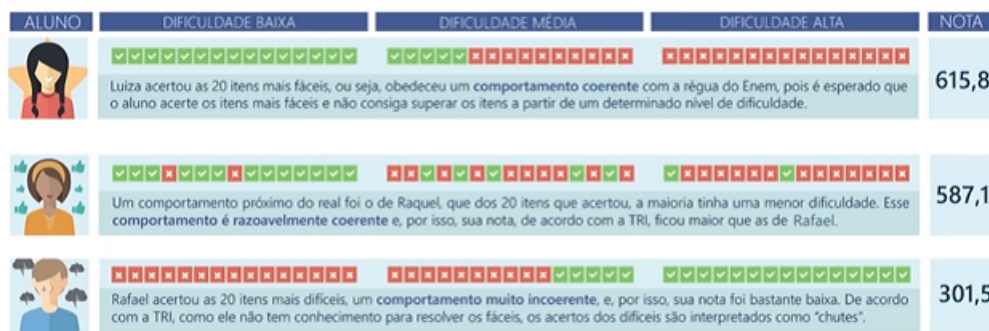 ALUNO DIFICULDADE BAIXA DIFICULDADE MÉDIA DIFICULDADE ALTA NOTA
Luiza acertou as 20 itens mais fáceis, ou seja, obedeceu um comportamento coerente com a régua do Enem, pois é esperado que
o aluno acerte os itens mais fáceis e não consiga superar os itens a partir de um determinado nível de dificuldade.
615,8
Um comportamento próximo do real foi o de Raquel, que dos 20 itens que acertou, a maioria tinha uma menor dificuldade. Esse
comportamento é razoavelmente coerente e, por isso, sua nota, de acordo com a TRI, ficou maior que as de Rafael.
587,1
Rafael acertou as 20 itens mais difíceis, um comportamento muito incoerente, e, por isso, sua nota foi bastante baixa. De acordo
com a TRI, como ele não tem conhecimento para resolver os fáceis, os acertos dos difíceis são interpretados como “chutes”.
301,5